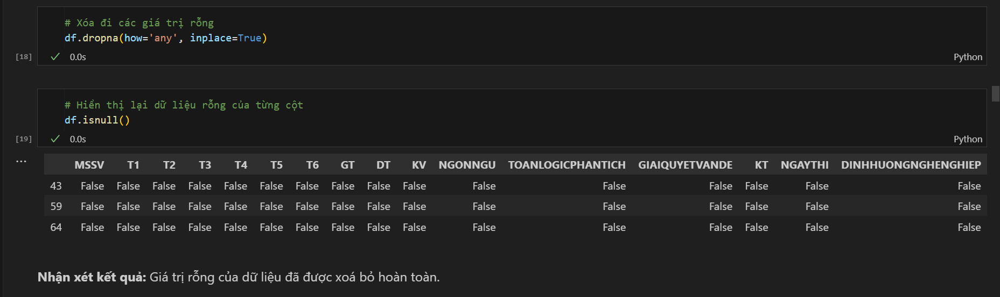 # Xóa đi các giá trị rỗng
df.dropna(how='any', inplace=True)
[18] 0.0s Python
# Hiển thị lại dữ liệu rỗng của từng cột
df.isnull()
[19] 0.0s Python
...
MSSV T1 T2 T3 T4 T5 T6 GT DT KV NGONNGU TOANLOGICPHANTICH GIAIQUYETVANDE KT NGAYTHI DINHHUONGNGHENGHIEP
43 False False False False False False False False False False False False False False False False
59 False False False False False False False False False False False False False False False False
64 False False False False False False False False False False False False False False False False
Nhận xét kết quả: Giá trị rỗng của dữ liệu đã được xoá bỏ hoàn toàn.